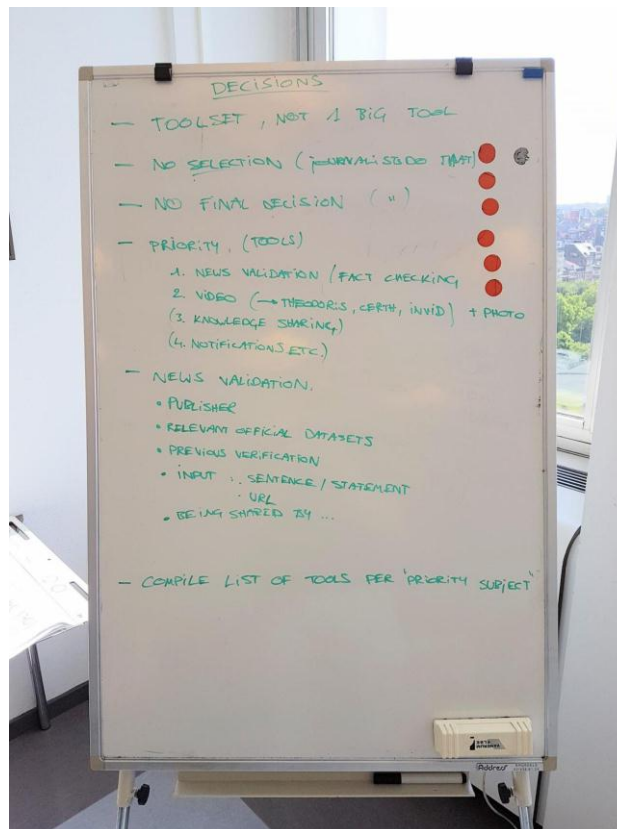 DECISIONS
– TOOLSET, NOT 1 BIG TOOL
– NO SELECTION (JOURNALISTS DO THAT)
– NO FINAL DECISION (")
– PRIORITY, (TOOLS)
1. NEWS VALIDATION / FACT CHECKING
2. VIDEO (→ THEODORIS, CERTH, INVID) + PHOTO
(3. KNOWLEDGE SHARING)
(4. NOTIFICATIONS ETC.)
– NEWS VALIDATION.
• PUBLISHER
• RELEVANT OFFICIAL DATASETS
• PREVIOUS VERIFICATION
• INPUT : . SENTENCE / STATEMENT
· URL
• BEING SHARED BY ...
– COMPILE LIST OF TOOLS PER "PRIORITY SUBJECT"
Address